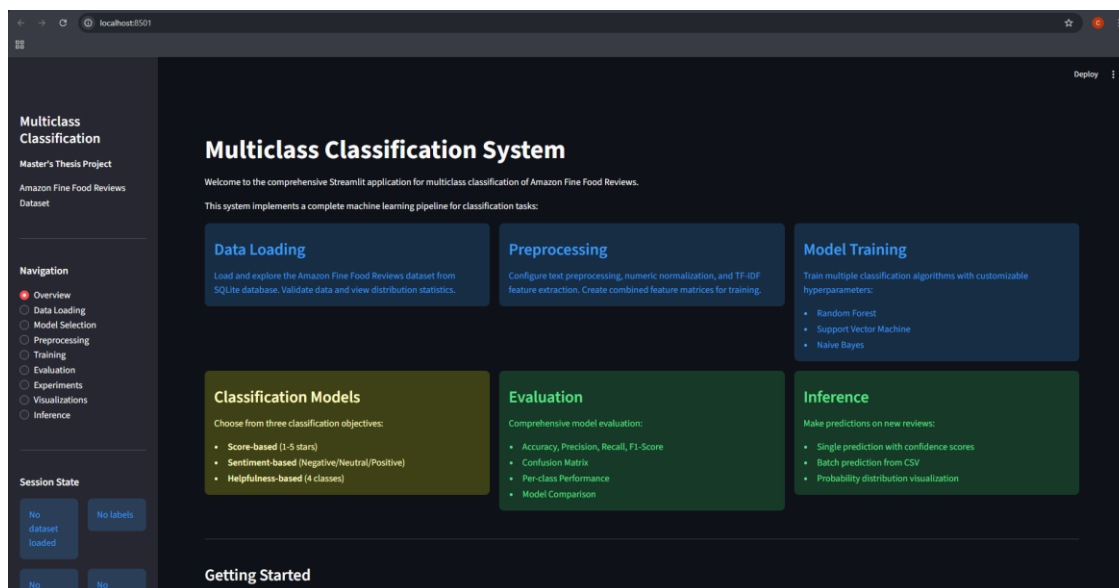 localhost:8501
C
Deploy
Multiclass
Classification
Master's Thesis Project
Amazon Fine Food Reviews
Dataset
Navigation
Overview
Data Loading
Model Selection
Preprocessing
Training
Evaluation
Experiments
Visualizations
Inference
Session State
No
dataset
loaded
No labels
No
No
Multiclass Classification System
Welcome to the comprehensive Streamlit application for multiclass classification of Amazon Fine Food Reviews.
This system implements a complete machine learning pipeline for classification tasks:
Data Loading
Load and explore the Amazon Fine Food Reviews dataset from
SQLite database. Validate data and view distribution statistics.
Preprocessing
Configure text preprocessing, numeric normalization, and TF-IDF
feature extraction. Create combined feature matrices for training.
Model Training
Train multiple classification algorithms with customizable
hyperparameters:
• Random Forest
• Support Vector Machine
• Naive Bayes
Classification Models
Choose from three classification objectives:
• Score-based (1-5 stars)
• Sentiment-based (Negative/Neutral/Positive)
• Helpfulness-based (4 classes)
Evaluation
Comprehensive model evaluation:
• Accuracy, Precision, Recall, F1-Score
• Confusion Matrix
• Per-class Performance
• Model Comparison
Inference
Make predictions on new reviews:
• Single prediction with confidence scores
• Batch prediction from CSV
• Probability distribution visualization
Getting Started